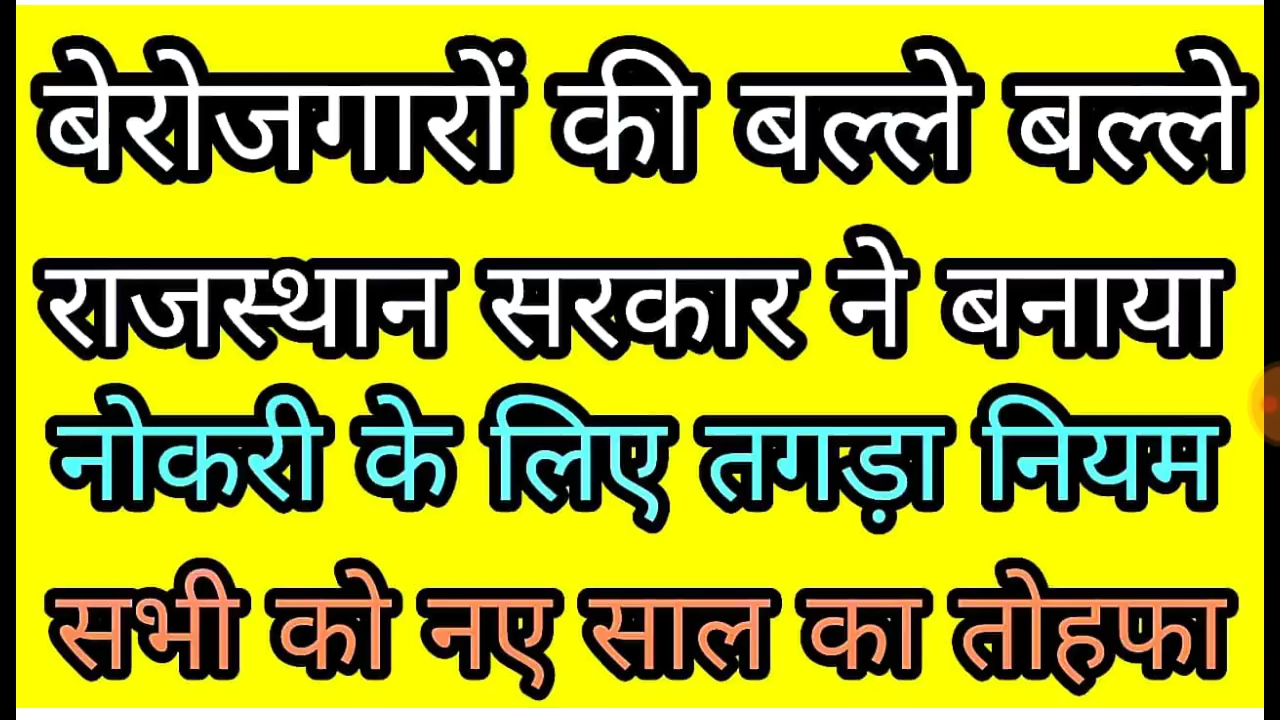 बेरोजगारों की बल्ले बल्ले
राजस्थान सरकार ने बनाया
नोकरी के लिए तगड़ा नियम
सभी को नए साल का तोहफा